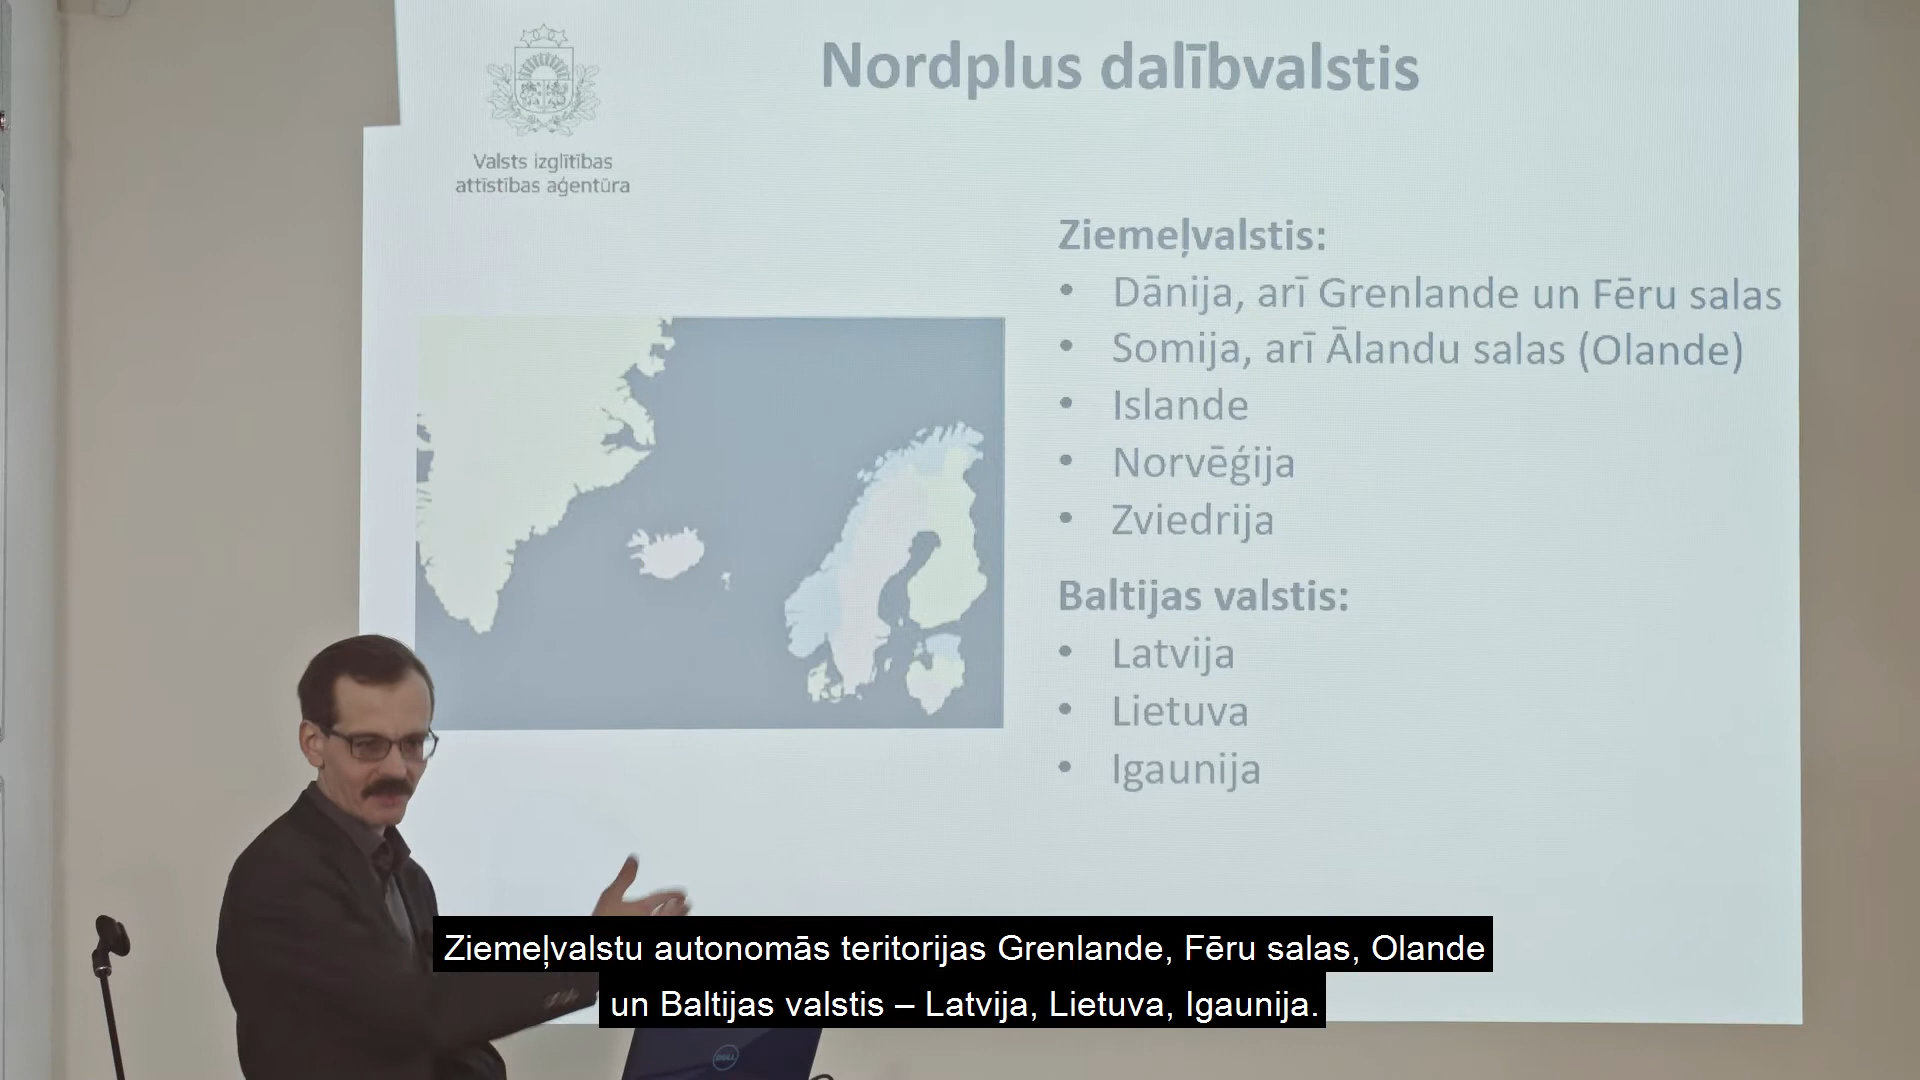 Nordplus dalībvalstis
Valsts izglītības
attīstības aģentūra
Ziemeļvalstis:
• Dānija, arī Grenlande un Fēru salas
• Somija, arī Ālandu salas (Olande)
• Islande
• Norvēģija
• Zviedrija
Baltijas valstis:
• Latvija
• Lietuva
• Igaunija
Ziemeļvalstu autonomās teritorijas Grenlande, Fēru salas, Olande
un Baltijas valstis – Latvija, Lietuva, Igaunija.
DELL